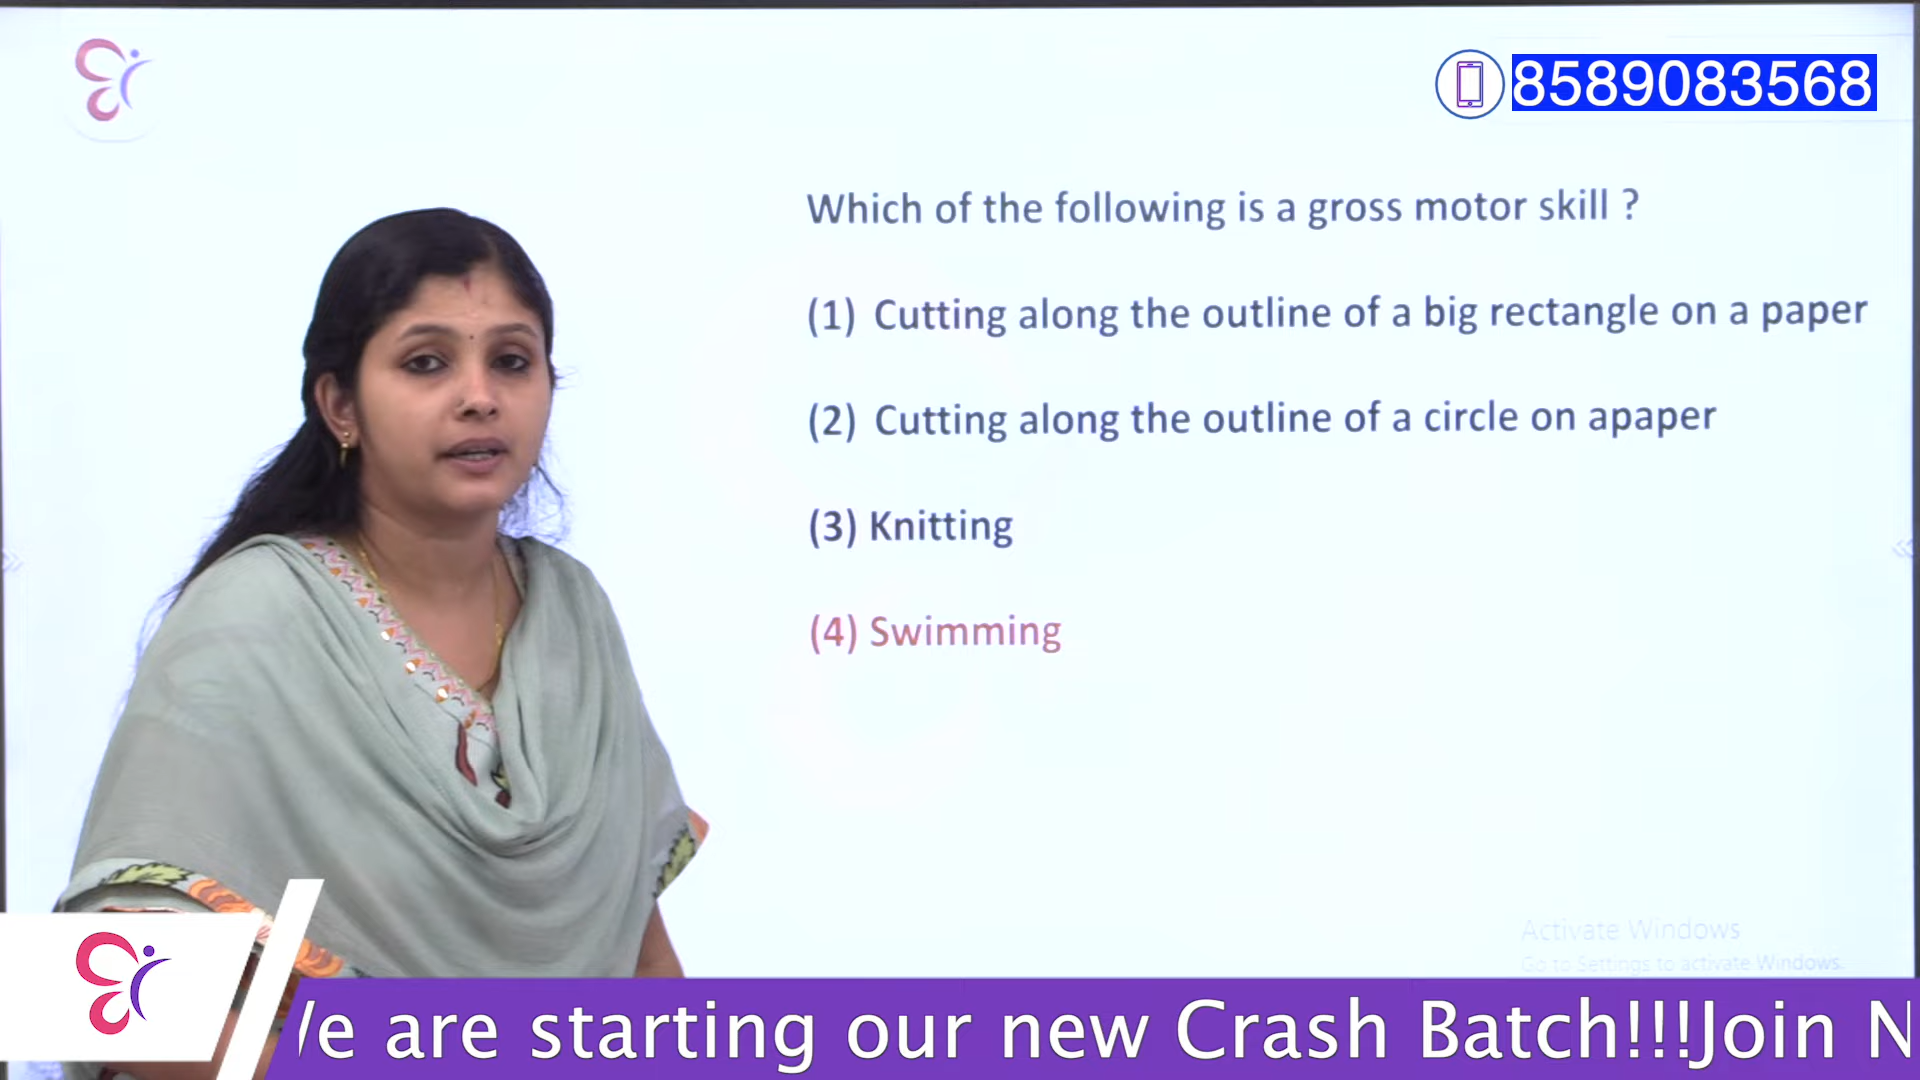 8589083568
Which of the following is a gross motor skill ?
(1) Cutting along the outline of a big rectangle on a paper
(2) Cutting along the outline of a circle on apaper
(3) Knitting
(4) Swimming
Activate Windows
Go to Settings to activate Windows.
e are starting our new Crash Batch!!!Join N